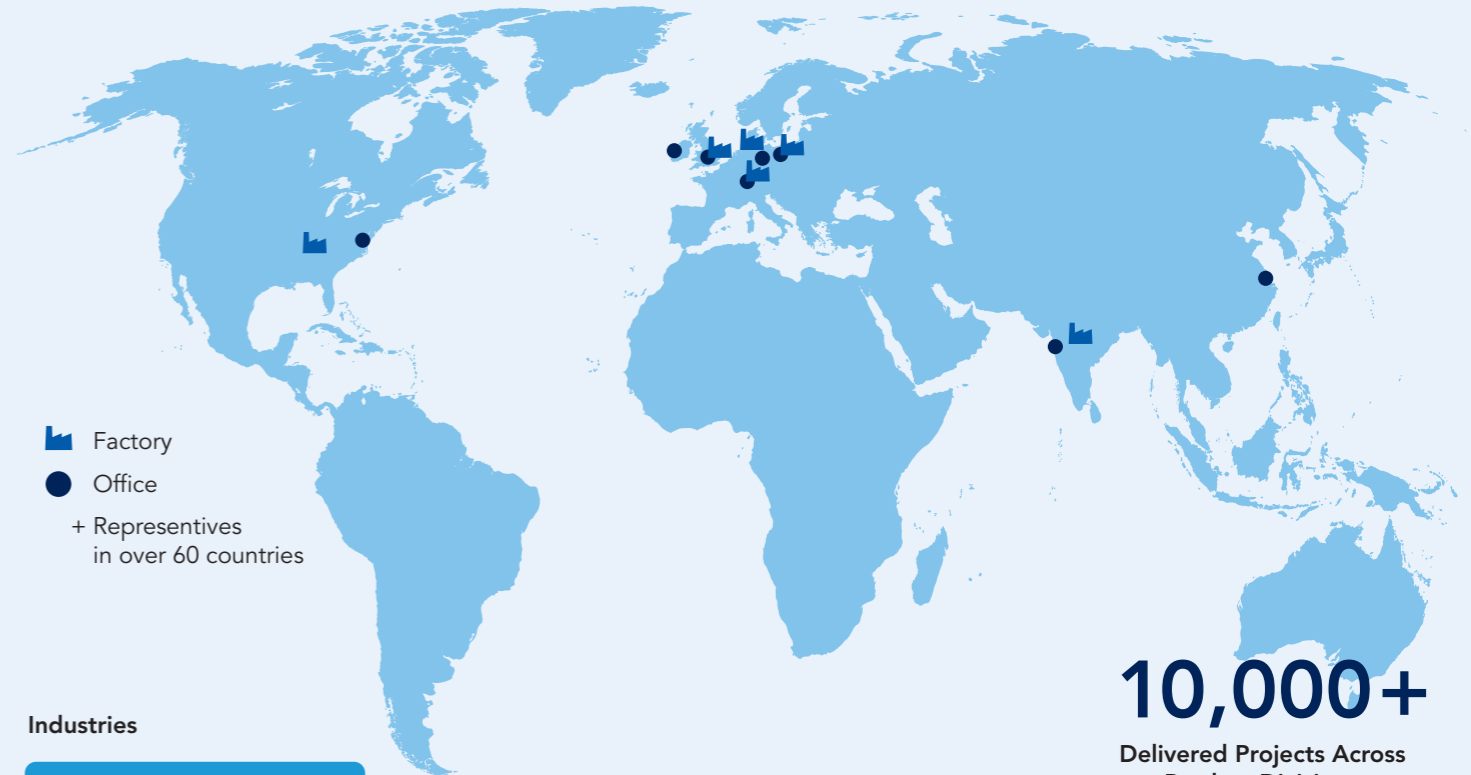 Factory
Office
+ Representives
in over 60 countries
Industries
10,000+
Delivered Projects Across